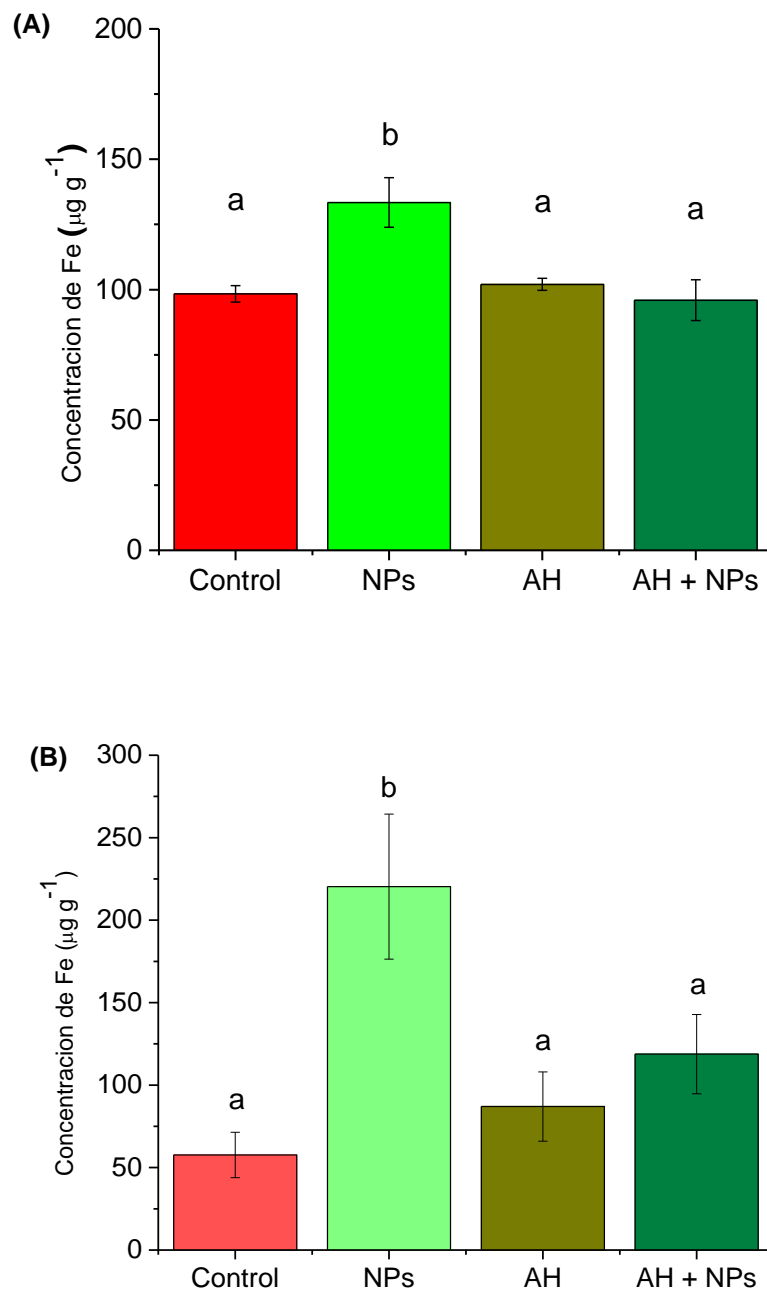 (A)
Concentracion de Fe (µg g⁻¹)
200
150
100
50
0
a
b
a
a
Control NPs AH AH + NPs
(B)
Concentracion de Fe (µg g⁻¹)
300
250
200
150
100
50
0
a
b
a
a
Control NPs AH AH + NPs